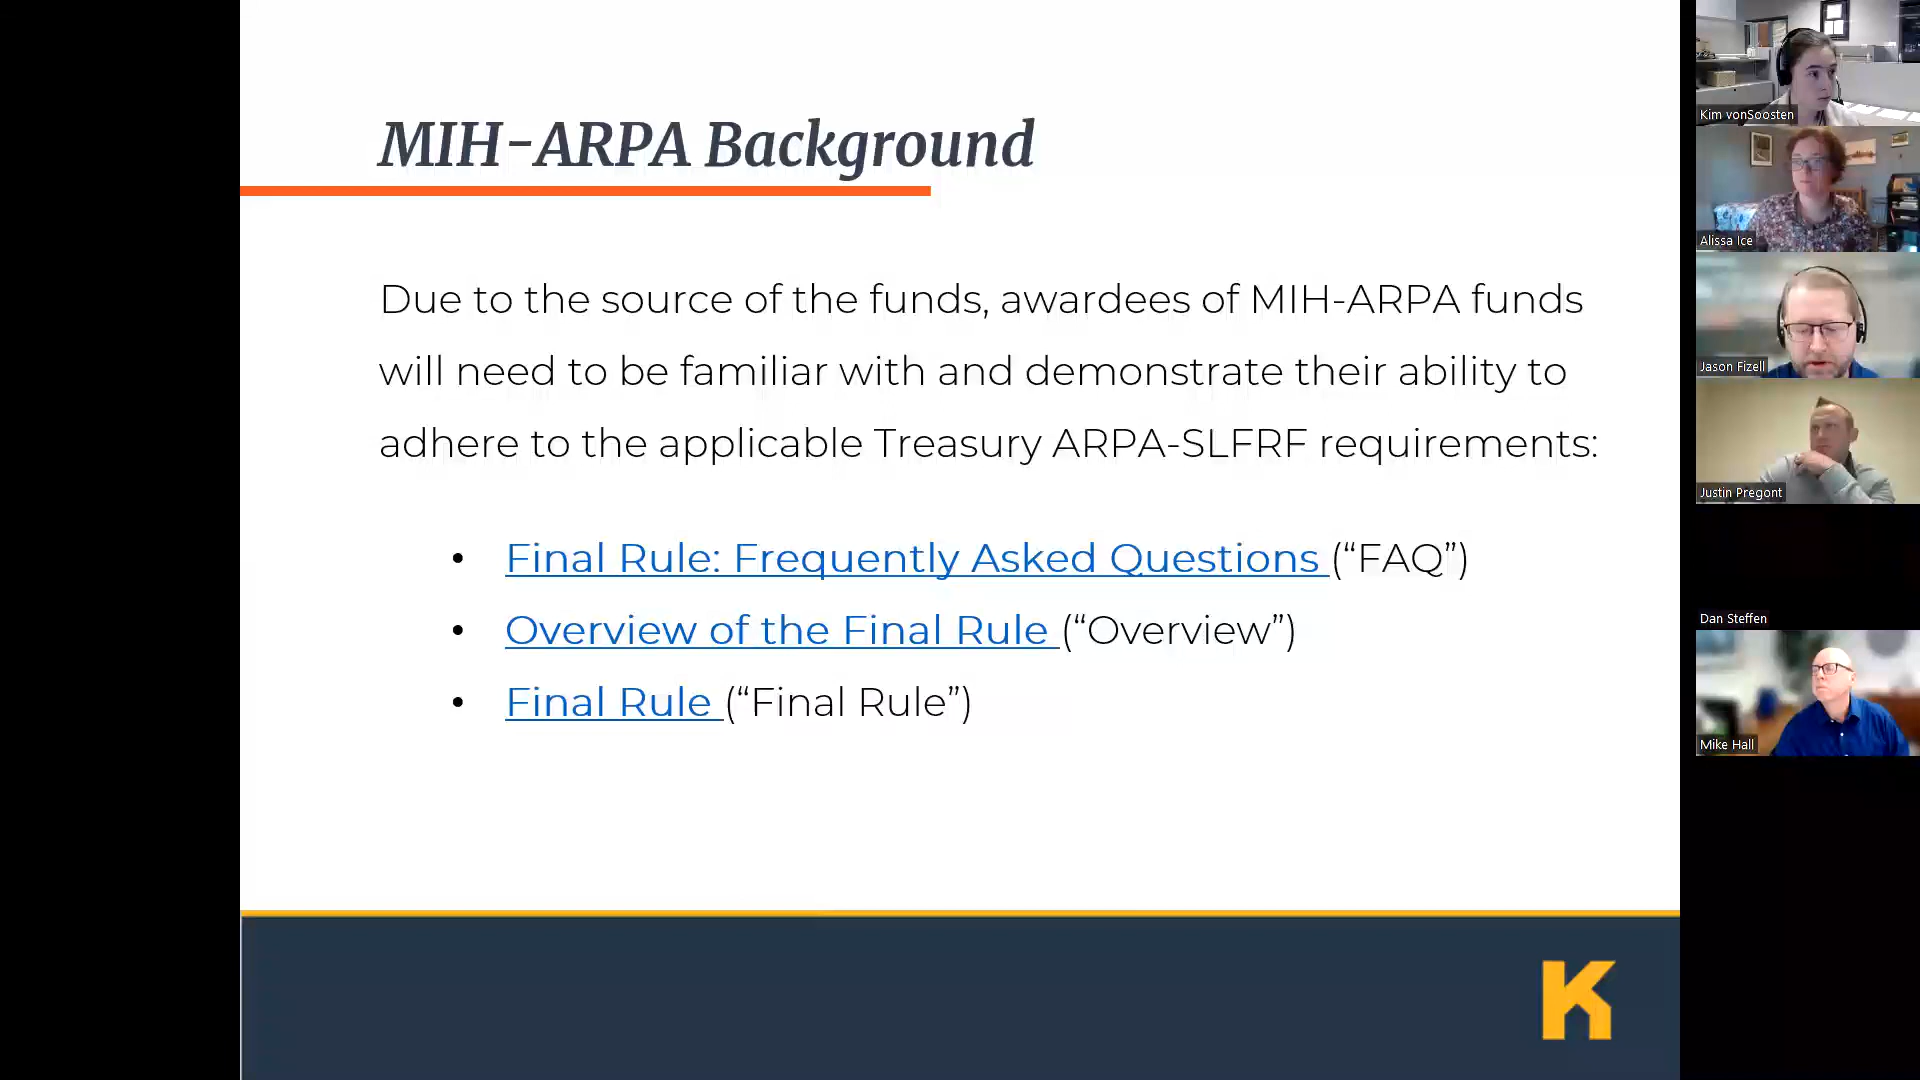 MIH-ARPA Background
Due to the source of the funds, awardees of MIH-ARPA funds
will need to be familiar with and demonstrate their ability to
adhere to the applicable Treasury ARPA-SLFRF requirements:
• Final Rule: Frequently Asked Questions (“FAQ”)
• Overview of the Final Rule (“Overview”)
• Final Rule (“Final Rule”)
K
Kim vonSoosten
Alissa Ice
Jason Fizell
Justin Pregont
Dan Steffen
Mike Hall